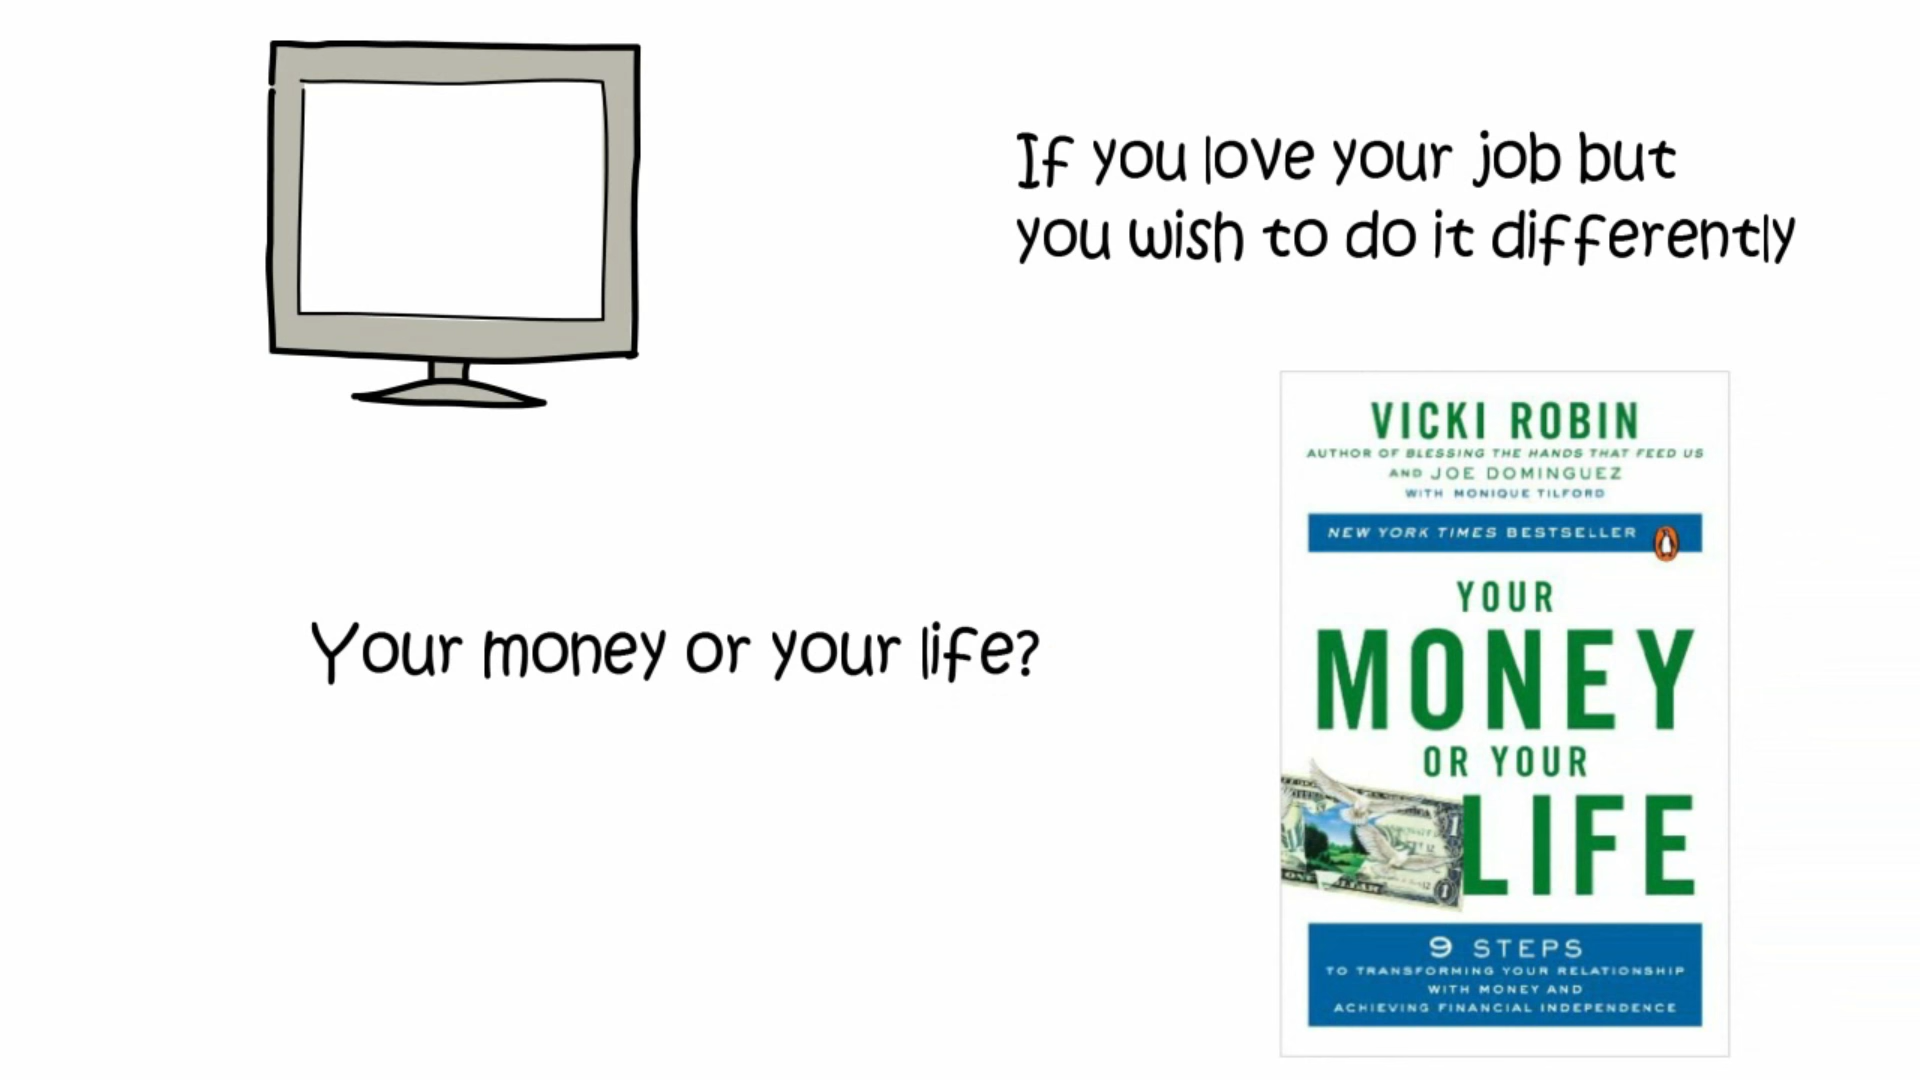 If you love your job but
you wish to do it differently
Your money or your life?
VICKI ROBIN
AUTHOR OF BLESSING THE HANDS THAT FEED US
AND JOE DOMINGUEZ
WITH MONIQUE TILFORD
NEW YORK TIMES BESTSELLER
YOUR
MONEY
OR YOUR
LIFE
9 STEPS
TO TRANSFORMING YOUR RELATIONSHIP
WITH MONEY AND
ACHIEVING FINANCIAL INDEPENDENCE